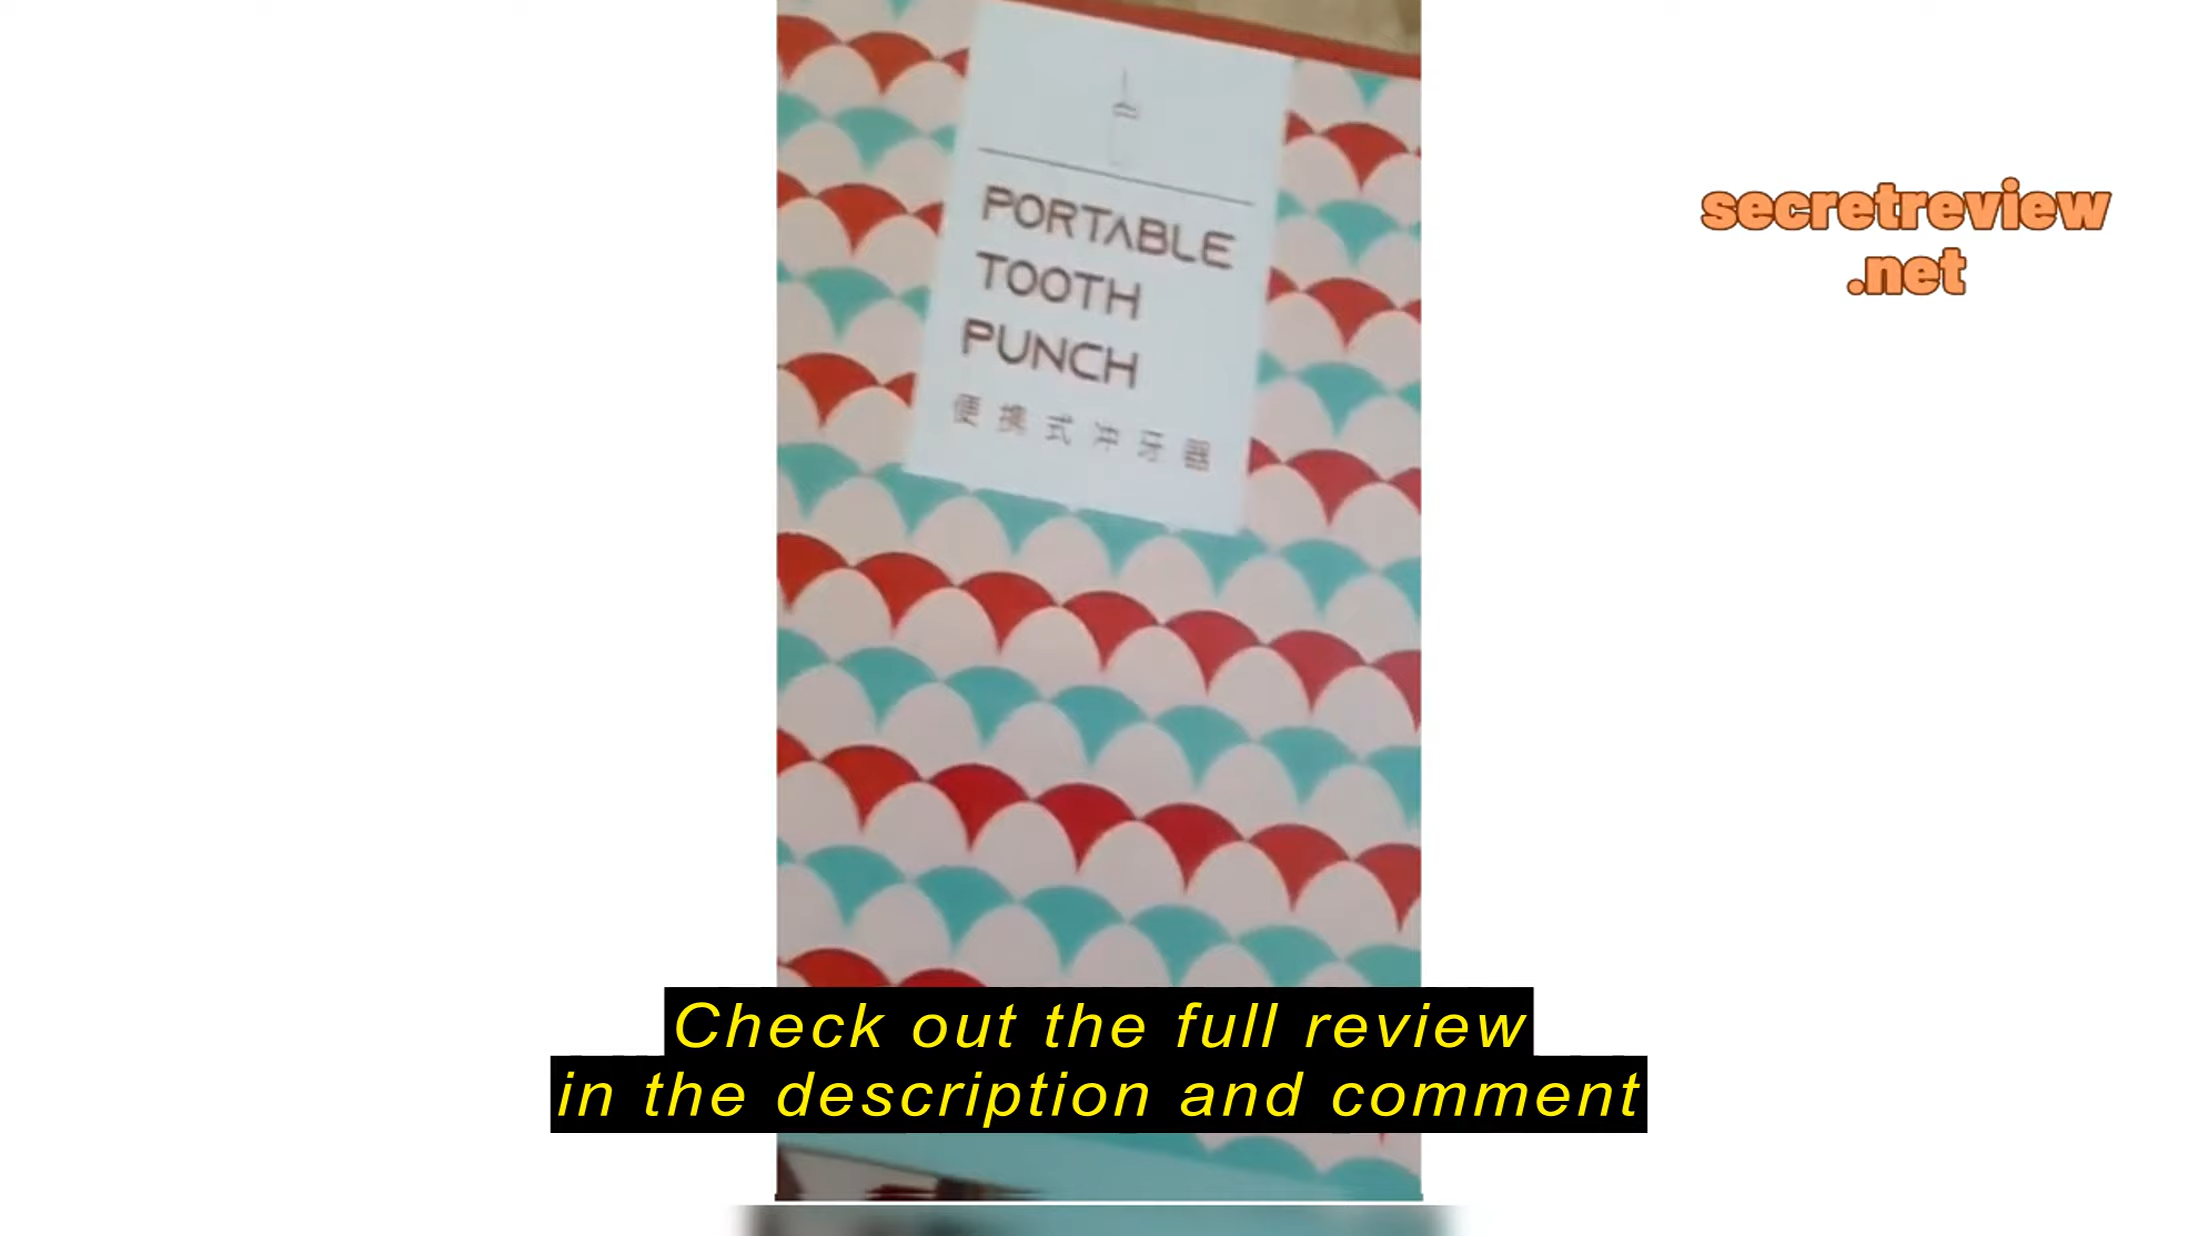 PORTABLE
TOOTH
PUNCH
便携式冲牙器
secretreview
.net
Check out the full review
in the description and comment